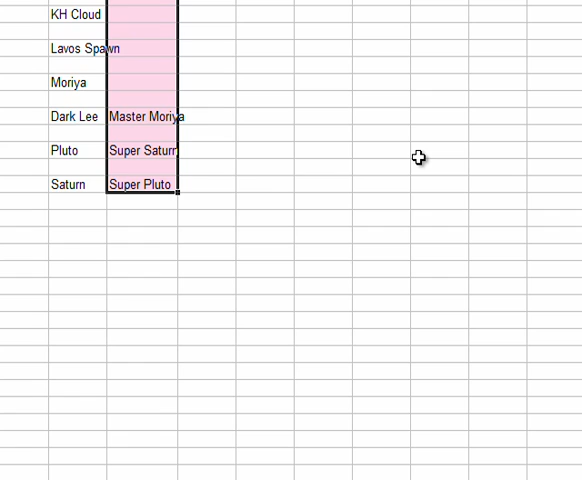 KH Cloud
Lavos Spawn
Moriya
Dark Lee Master Moriya
Pluto Super Saturn
Saturn Super Pluto